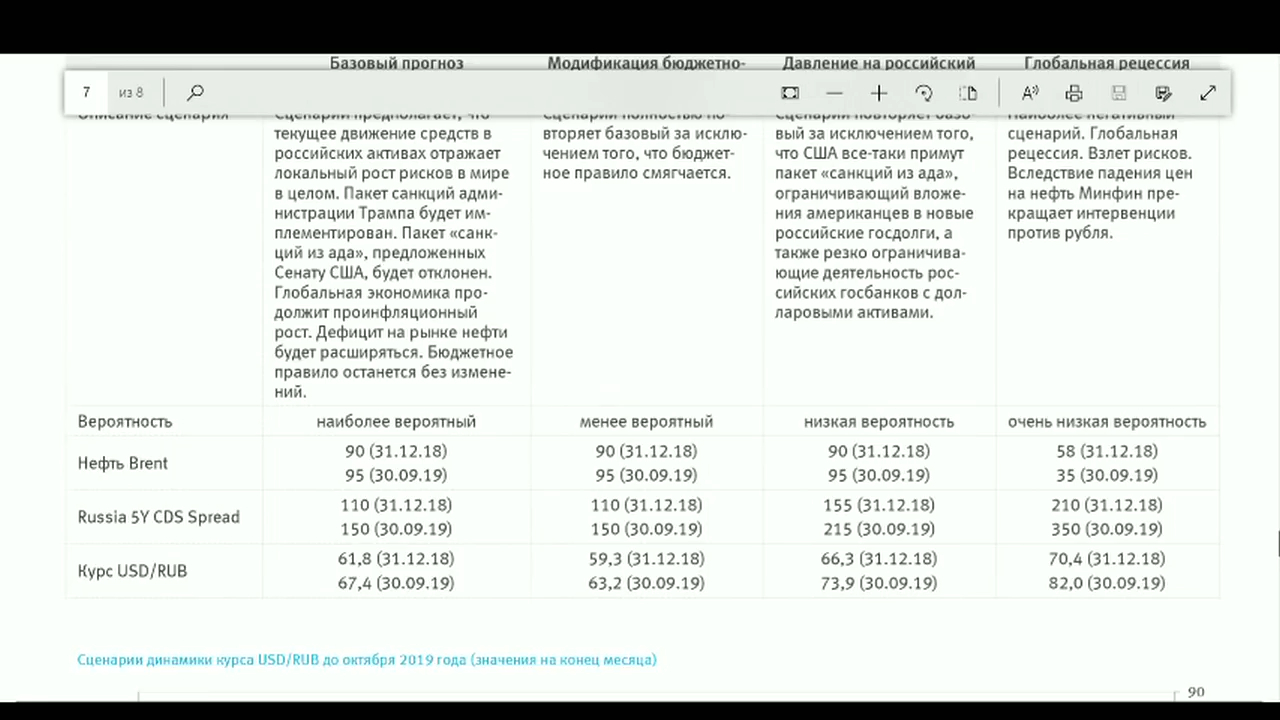 Базовый прогноз
Модификация бюджетно-
Давление на российский
Глобальная рецессия
7 из 8
Описание сценария
Сценарий предполагает, что
текущее движение средств в
российских активах отражает
локальный рост рисков в мире
в целом. Пакет санкций адми-
нистрации Трампа будет им-
плементирован. Пакет «санк-
ций из ада», предложенных
Сенату США, будет отклонен.
Глобальная экономика про-
должит проинфляционный
рост. Дефицит на рынке нефти
будет расширяться. Бюджетное
правило останется без измене-
ний.
Сценарий полностью по-
вторяет базовый за исклю-
чением того, что бюджет-
ное правило смягчается.
Сценарий повторяет базо-
вый за исключением того,
что США все-таки примут
пакет «санкций из ада»,
ограничивающий вложе-
ния американцев в новые
российские госдолги, а
также резко ограничива-
ющие деятельность рос-
сийских госбанков с дол-
ларовыми активами.
Наиболее негативный
сценарий. Глобальная
рецессия. Взлет рисков.
Вследствие падения цен
на нефть Минфин пре-
кращает интервенции
против рубля.
Вероятность
наиболее вероятный
менее вероятный
низкая вероятность
очень низкая вероятность
Нефть Brent
90 (31.12.18)
95 (30.09.19)
90 (31.12.18)
95 (30.09.19)
90 (31.12.18)
95 (30.09.19)
58 (31.12.18)
35 (30.09.19)
Russia 5Y CDS Spread
110 (31.12.18)
150 (30.09.19)
110 (31.12.18)
150 (30.09.19)
155 (31.12.18)
215 (30.09.19)
210 (31.12.18)
350 (30.09.19)
Курс USD/RUB
61,8 (31.12.18)
67,4 (30.09.19)
59,3 (31.12.18)
63,2 (30.09.19)
66,3 (31.12.18)
73,9 (30.09.19)
70,4 (31.12.18)
82,0 (30.09.19)
Сценарии динамики курса USD/RUB до октября 2019 года (значения на конец месяца)
90